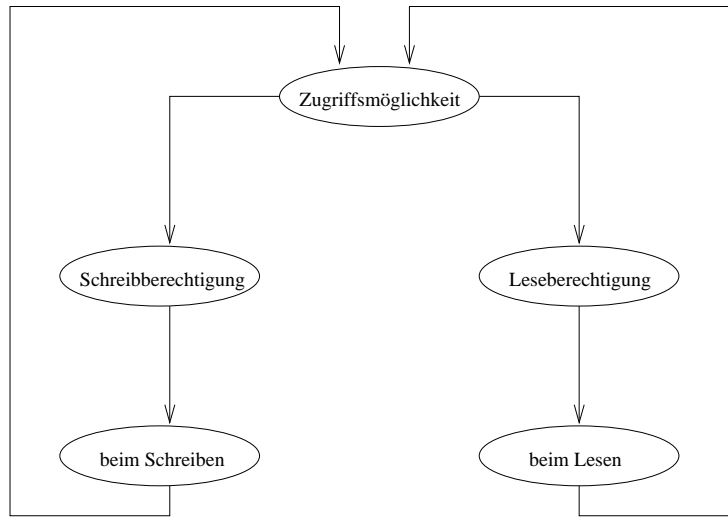 Zugriffsmöglichkeit
Schreibberechtigung
Leseberechtigung
beim Schreiben
beim Lesen